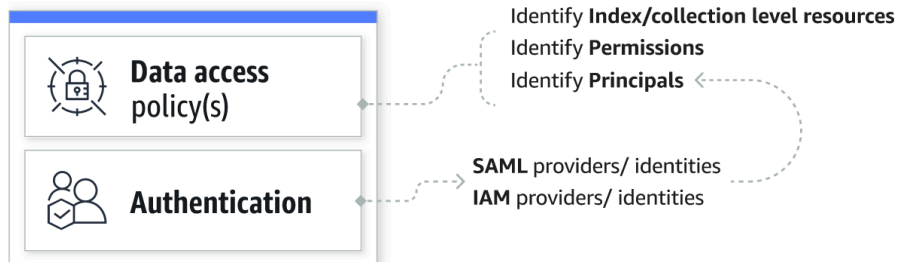 Data access
policy(s)
Identify Index/collection level resources
Identify Permissions
Identify Principals
Authentication
SAML providers/ identities
IAM providers/ identities